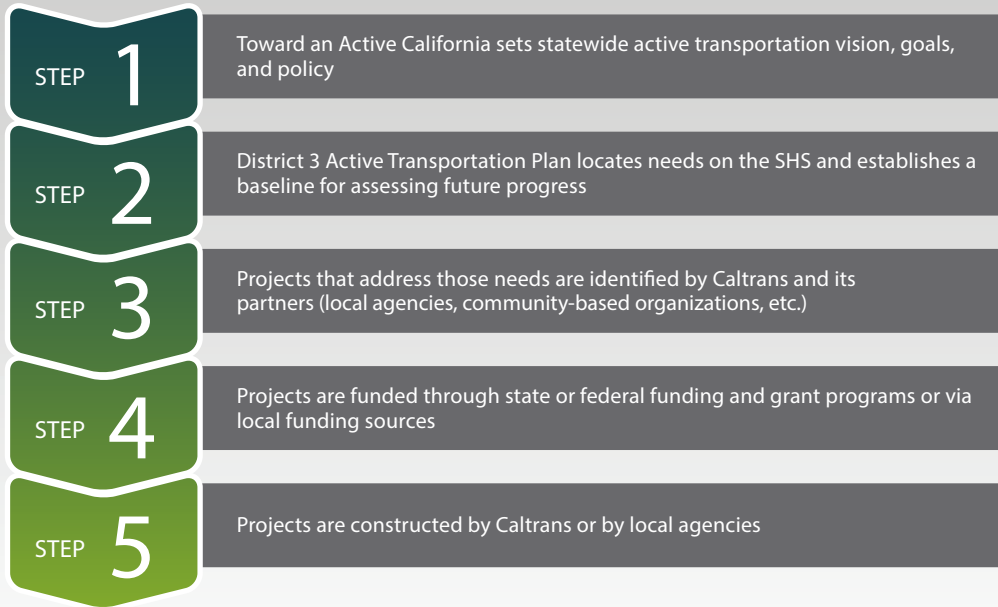 STEP 1
Toward an Active California sets statewide active transportation vision, goals,
and policy
STEP 2
District 3 Active Transportation Plan locates needs on the SHS and establishes a
baseline for assessing future progress
STEP 3
Projects that address those needs are identified by Caltrans and its
partners (local agencies, community-based organizations, etc.)
STEP 4
Projects are funded through state or federal funding and grant programs or via
local funding sources
STEP 5
Projects are constructed by Caltrans or by local agencies